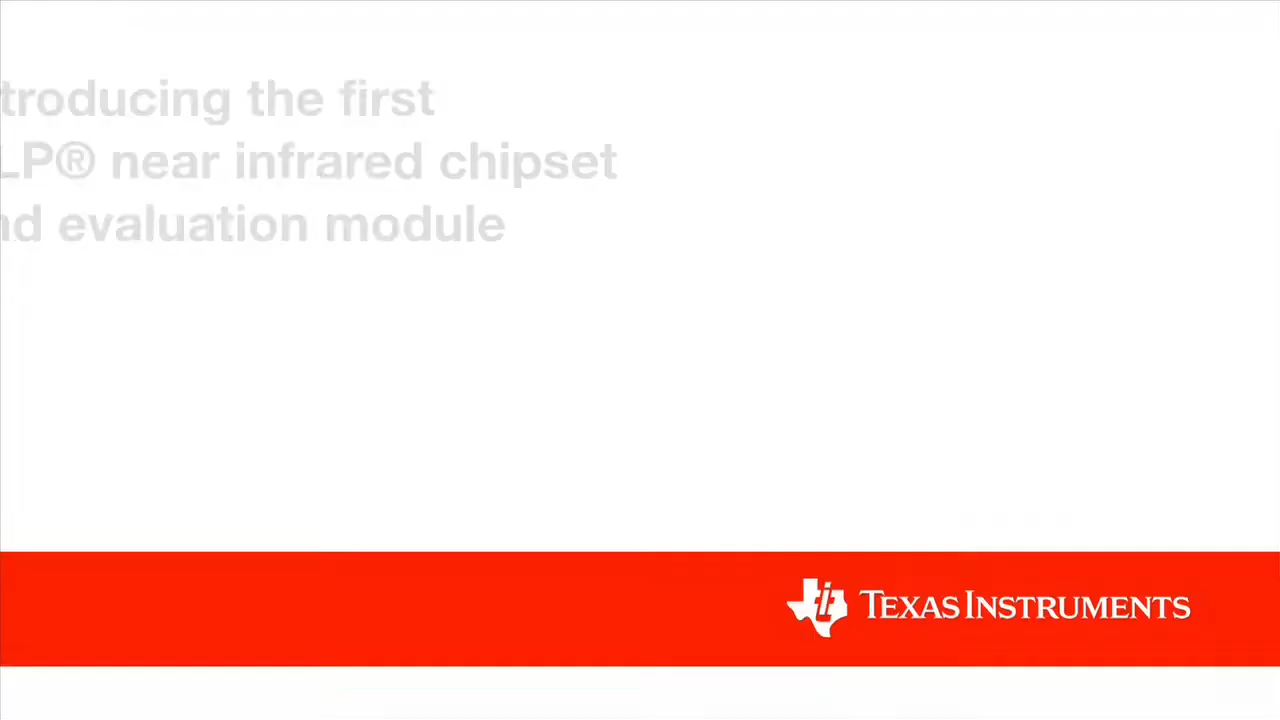 troducing the first
LP® near infrared chipset
nd evaluation module
TEXAS INSTRUMENTS